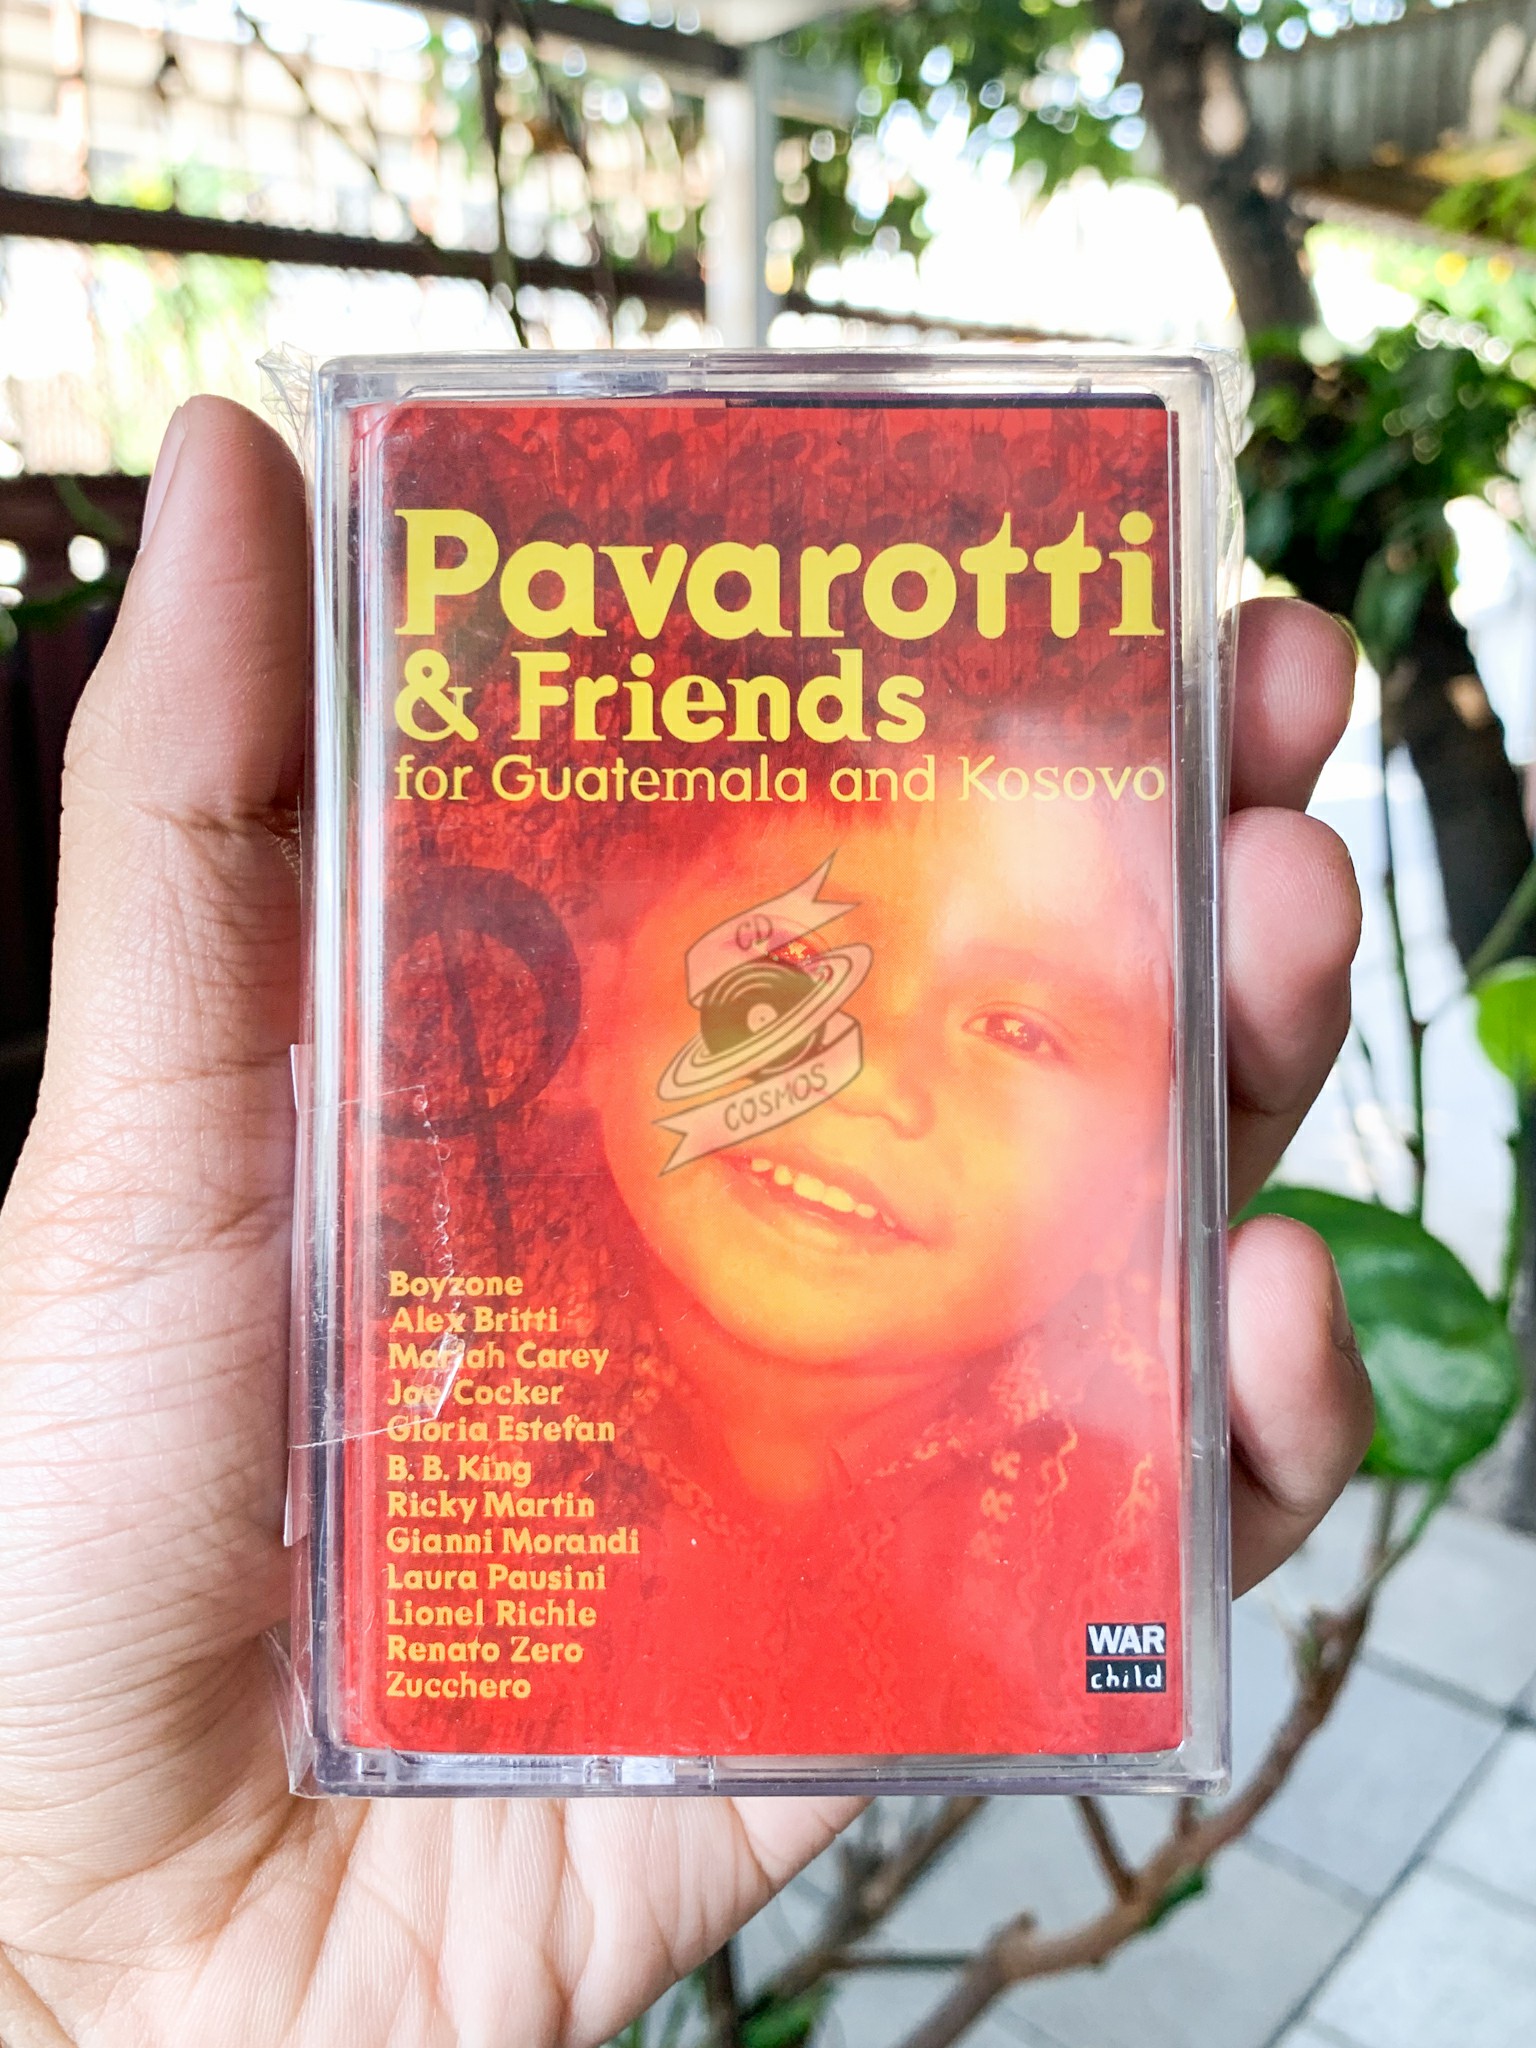 Pavarotti
& Friends
for Guatemala and Kosovo
CD
COSMOS
Boyzone
Alex Britti
Mariah Carey
Joe Cocker
Gloria Estefan
B. B. King
Ricky Martin
Gianni Morandi
Laura Pausini
Lionel Richie
Renato Zero
Zucchero
WAR
child